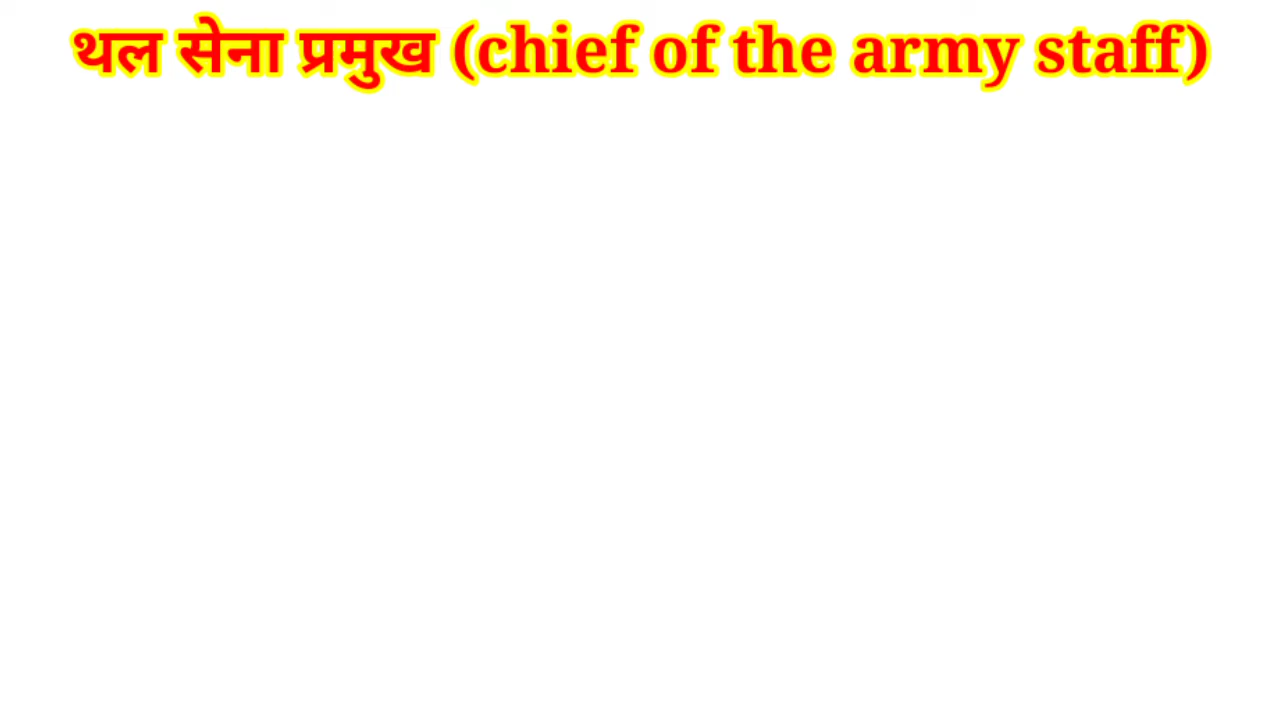 थल सेना प्रमुख (chief of the army staff)